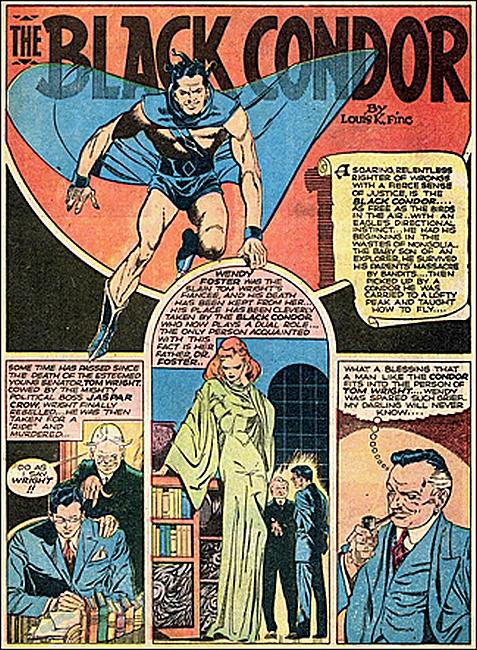 THE BLACK CONDOR
By
Louis K. Fine
A SOARING, RELENTLESS
RIGHTER OF WRONGS
WITH A FIERCE SENSE
OF JUSTICE, IS THE
BLACK CONDOR....
AS FREE AS THE BIRDS
IN THE AIR...WITH AN
EAGLE'S DIRECTIONAL
INSTINCT... HE HAD HIS
BEGINNING IN THE
WASTES OF MONGOLIA..
THE BABY SON OF AN
EXPLORER, HE SURVIVED
HIS PARENTS' MASSACRE
BY BANDITS ...THEN
PICKED UP BY A
CONDOR HE WAS
CARRIED TO A LOFTY
PEAK AND TAUGHT
HOW TO FLY....
SOME TIME HAS PASSED SINCE
THE DEATH OF THE ESTEEMED
YOUNG SENATOR, TOM WRIGHT.
COWED BY THE MIGHTY
POLITICAL BOSS JASPAR
CROW, WRIGHT FINALLY
REBELLED... HE WAS THEN
"TAKEN FOR A
RIDE" AND
MURDERED...
DO AS
I SAY
WRIGHT
!!
WENDY
FOSTER WAS THE
SLAIN TOM WRIGHT'S
FIANCEE, AND HIS DEATH
HAS BEEN KEPT FROM HER...
HIS PLACE HAS BEEN CLEVERLY
TAKEN BY THE BLACK CONDOR
WHO NOW PLAYS A DUAL ROLE...
THE ONLY PERSON ACQUAINTED
WITH THIS
FACT IS HER
FATHER, DR.
FOSTER..
WHAT A BLESSING THAT
A MAN LIKE THE CONDOR
FITS INTO THE PERSON OF
TOM WRIGHT...WENDY
WAS SPARED SUCH GRIEF.
MY DARLING WILL NEVER
KNOW....